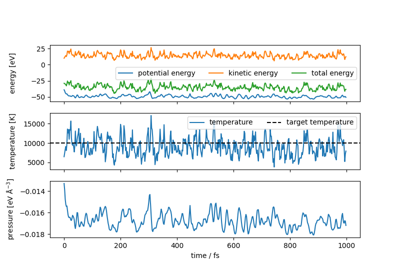 25
0
−25
−50
energy [eV]
potential energy kinetic energy total energy
15000
10000
5000
temperature [K]
temperature target temperature
−0.014
−0.016
−0.018
pressure [eV Å⁻³]
0 200 400 600 800 1000
time / fs